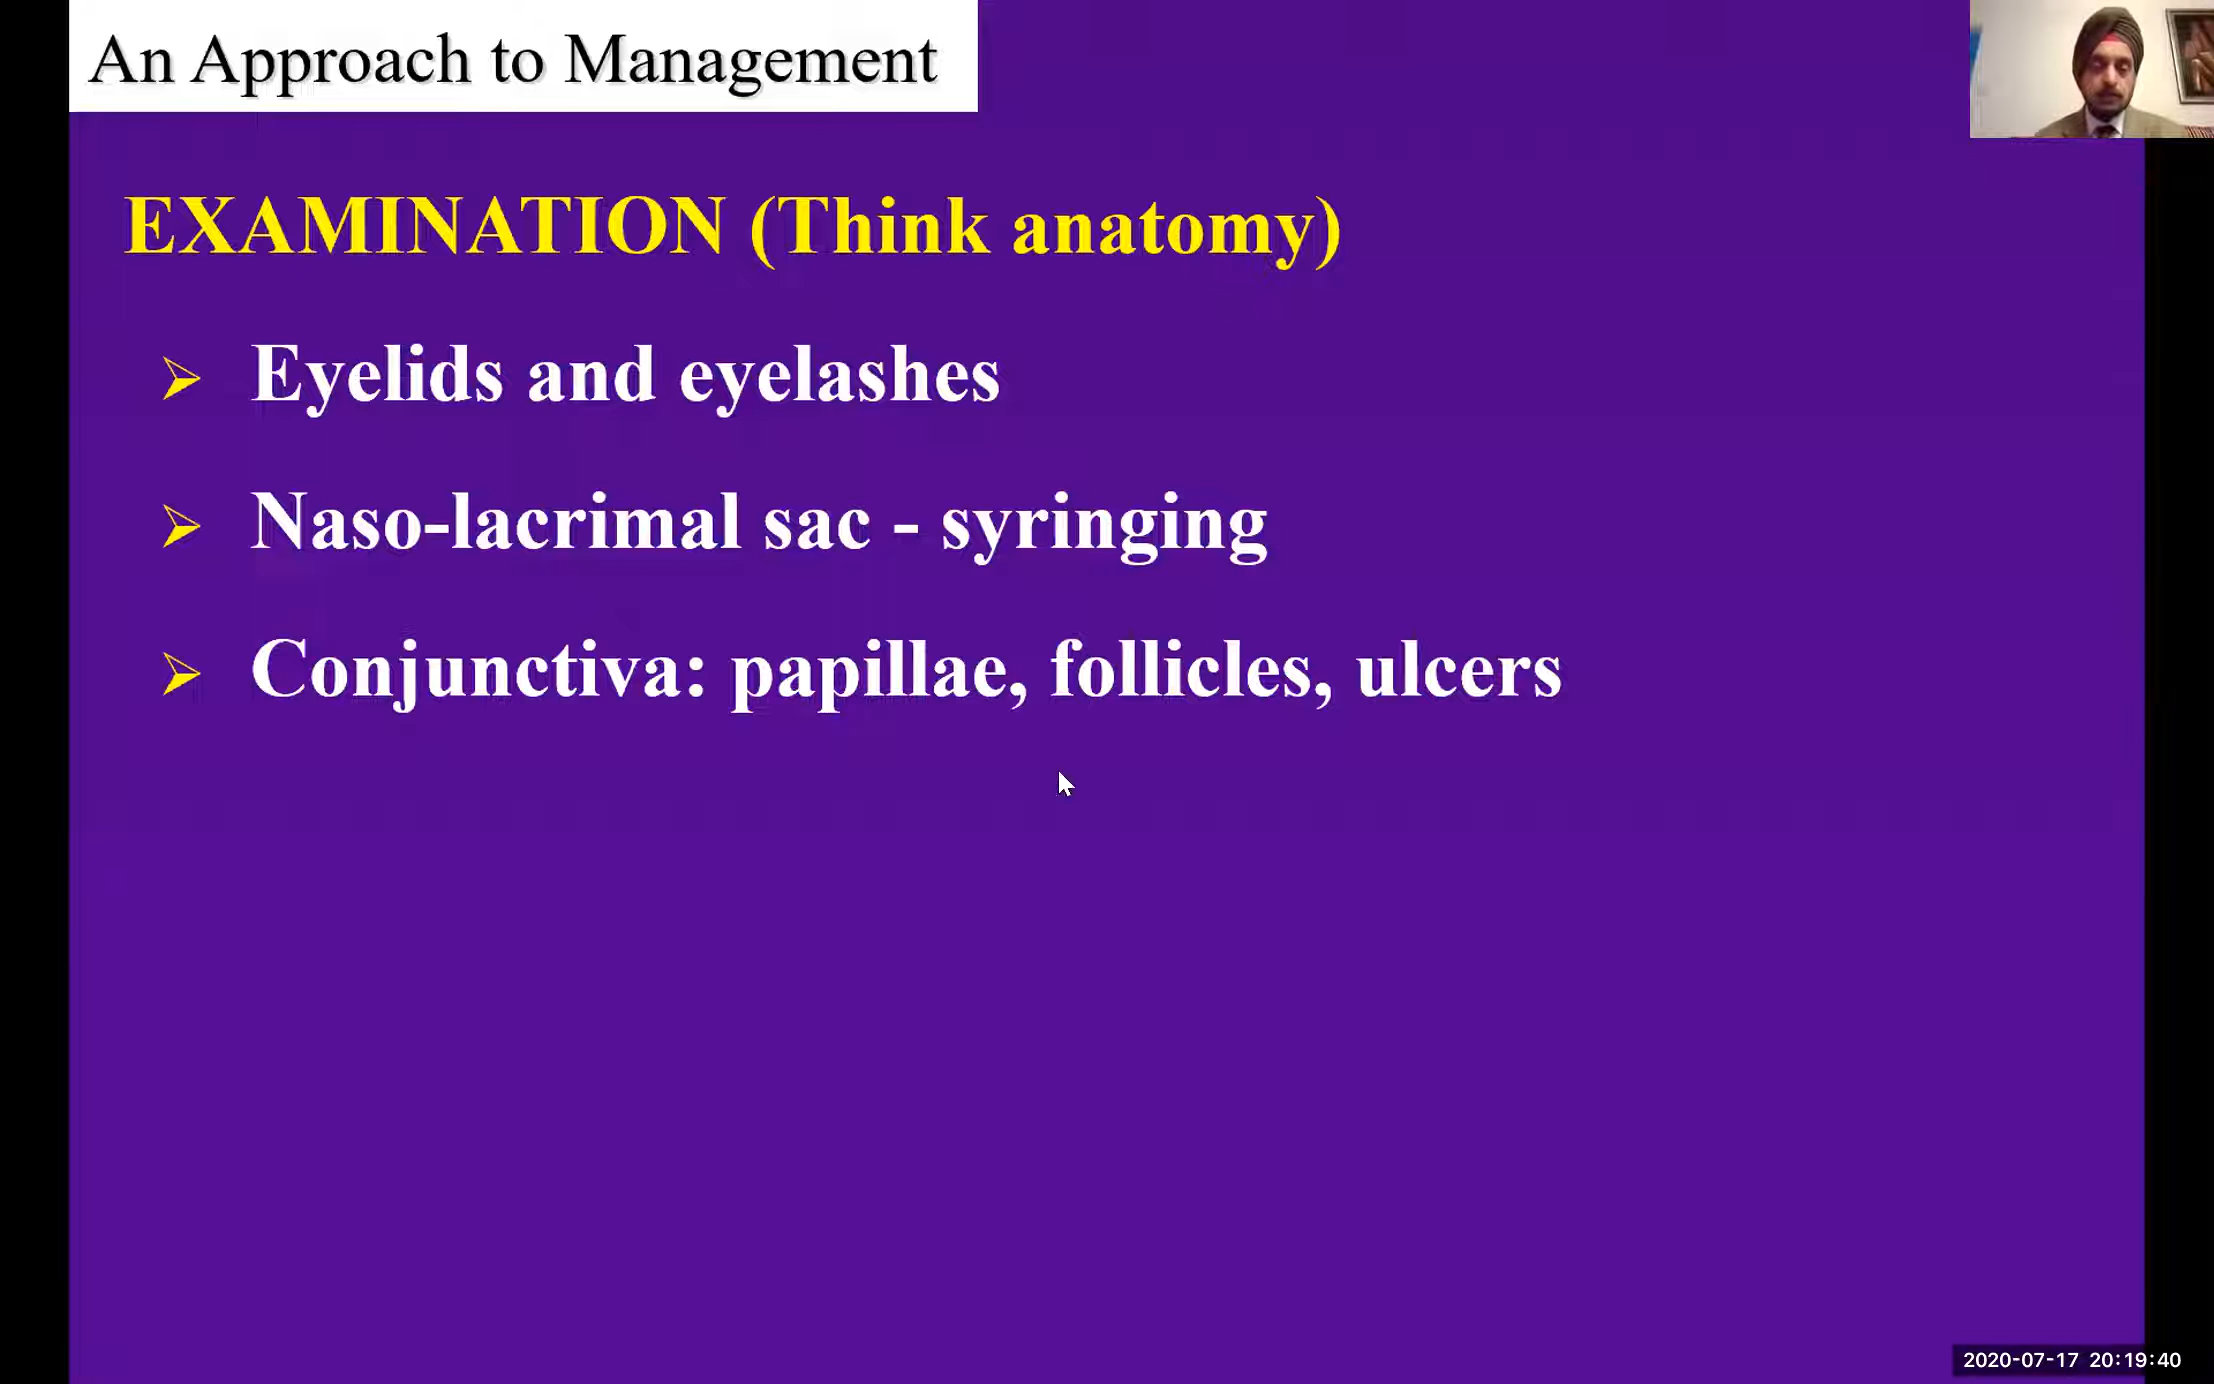 An Approach to Management
EXAMINATION (Think anatomy)
Eyelids and eyelashes
Naso-lacrimal sac - syringing
Conjunctiva: papillae, follicles, ulcers
2020-07-17 20:19:40